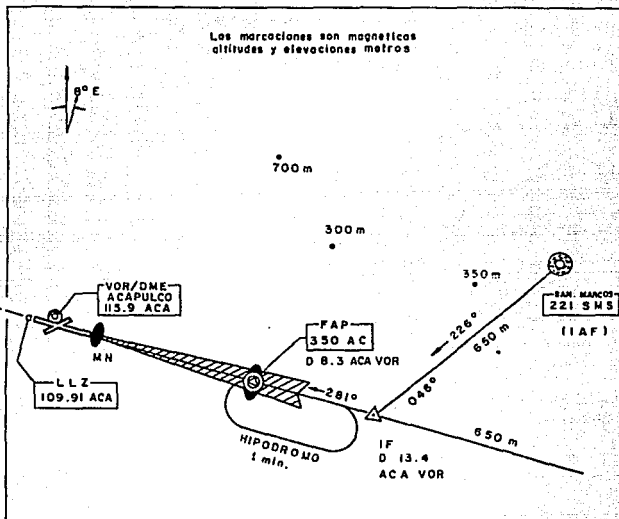 Las marcaciones son magneticas
altitudes y elevaciones metros
8° E
700 m
300 m
350 m
VOR/DME
ACAPULCO
115.9 ACA
SAN. MARCOS
221 SMS
(IAF)
FAP
350 AC
D 8.3 ACA VOR
226°
650 m
046°
MN
LLZ
109.91 ACA
281°
HIPODROMO
1 min.
IF
D 13.4
ACA VOR
650 m